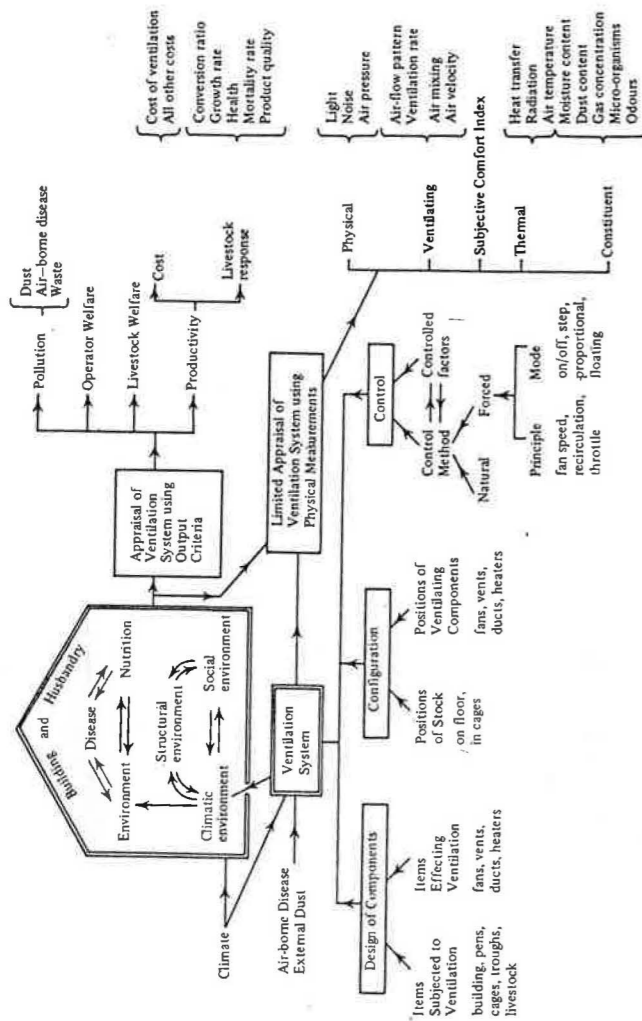 Building and Husbandry
Disease
Environment
Nutrition
Structural
environment
Climatic
environment
Social
environment
Climate
Air-borne Disease
External Dust
Ventilation
System
Appraisal of
Ventilation
System using
Output
Criteria
Pollution
Dust
Air-borne disease
Waste
Operator Welfare
Livestock Welfare
Productivity
Cost
Cost of ventilation
All other costs
Livestock
response
Conversion ratio
Growth rate
Health
Mortality rate
Product quality
Limited Appraisal of
Ventilation System using
Physical Measurements
Physical
Light
Noise
Air pressure
Ventilating
Air-flow pattern
Ventilation rate
Air mixing
Air velocity
Subjective Comfort Index
Thermal
Heat transfer
Radiation
Air temperature
Moisture content
Constituent
Dust content
Gas concentration
Micro-organisms
Odours
Design of Components
Items
Subjected to
Ventilation
building, pens,
cages, troughs,
livestock
Items
Effecting
Ventilation
fans, vents,
ducts, heaters
Configuration
Positions
of Stock
on floor,
in cages
Positions of
Ventilating
Components
fans, vents,
ducts, heaters
Control
Control
Method
Controlled
factors
Natural
Forced
Principle
fan speed,
recirculation,
throttle
Mode
on/off, step,
proportional,
floating